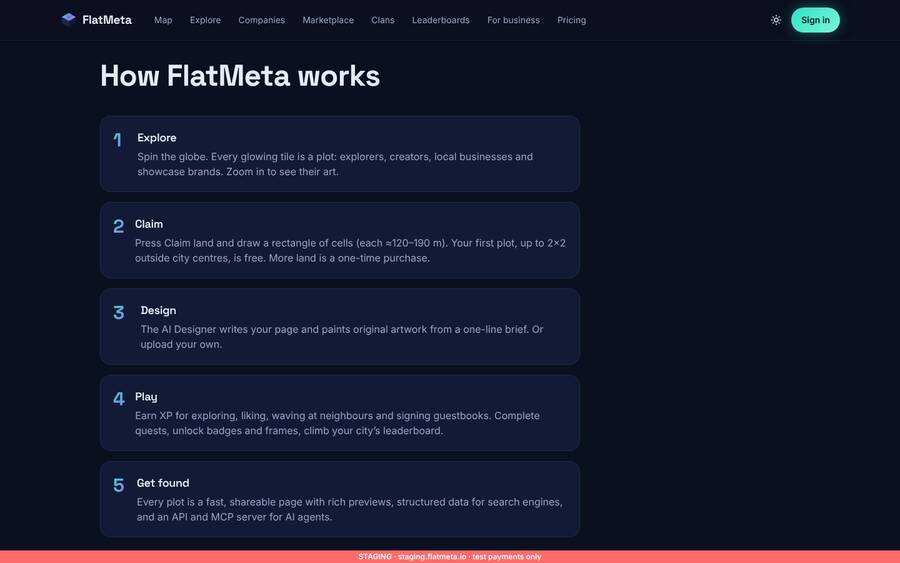 FlatMeta Map Explore Companies Marketplace Clans Leaderboards For business Pricing Sign in
How FlatMeta works
1 Explore
Spin the globe. Every glowing tile is a plot: explorers, creators, local businesses and
showcase brands. Zoom in to see their art.
2 Claim
Press Claim land and draw a rectangle of cells (each ≈120–190 m). Your first plot, up to 2×2
outside city centres, is free. More land is a one-time purchase.
3 Design
The AI Designer writes your page and paints original artwork from a one-line brief. Or
upload your own.
4 Play
Earn XP for exploring, liking, waving at neighbours and signing guestbooks. Complete
quests, unlock badges and frames, climb your city’s leaderboard.
5 Get found
Every plot is a fast, shareable page with rich previews, structured data for search engines,
and an API and MCP server for AI agents.
STAGING · staging.flatmeta.io · test payments only